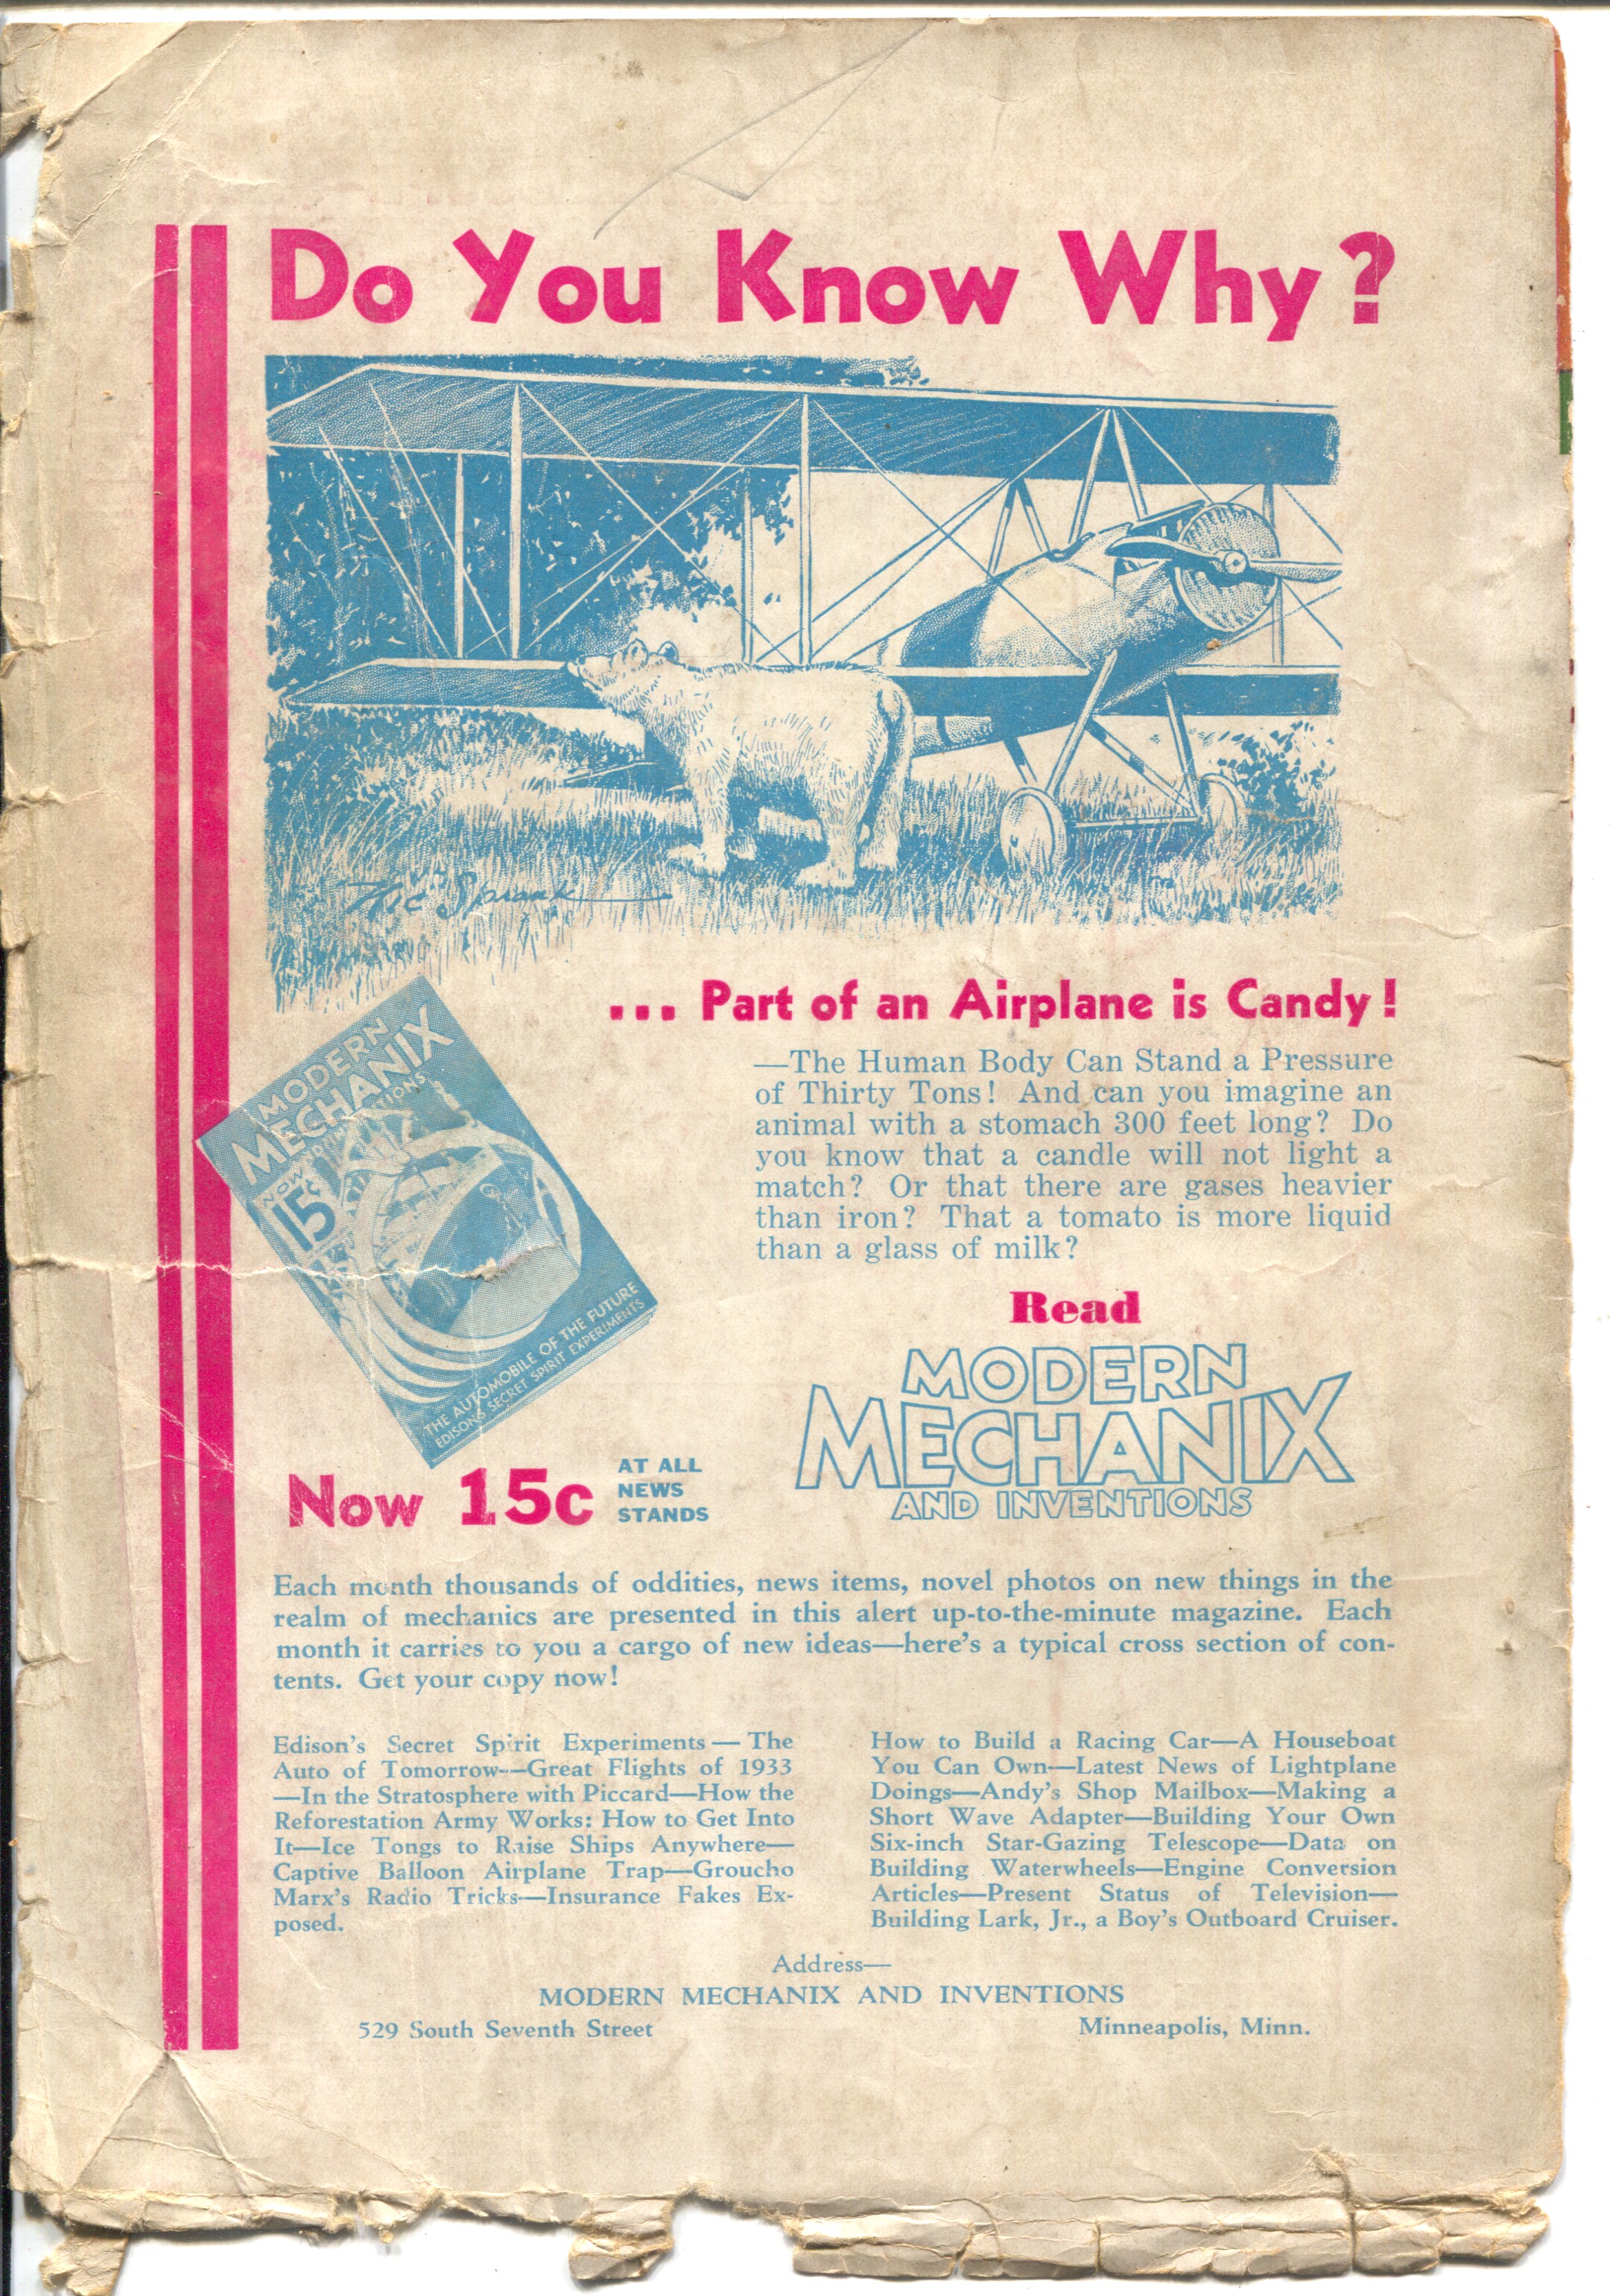 Do You Know Why?
Nic Sprank
... Part of an Airplane is Candy!
—The Human Body Can Stand a Pressure
of Thirty Tons! And can you imagine an
animal with a stomach 300 feet long? Do
you know that a candle will not light a
match? Or that there are gases heavier
than iron? That a tomato is more liquid
than a glass of milk?
MODERN
MECHANIX
AND INVENTIONS
NOW
15¢
THE AUTOMOBILE OF THE FUTURE
EDISON'S SECRET SPIRIT EXPERIMENTS
Read
MODERN
MECHANIX
AND INVENTIONS
Now 15c
AT ALL
NEWS
STANDS
Each month thousands of oddities, news items, novel photos on new things in the
realm of mechanics are presented in this alert up-to-the-minute magazine. Each
month it carries to you a cargo of new ideas—here's a typical cross section of con-
tents. Get your copy now!
Edison's Secret Spirit Experiments—The
Auto of Tomorrow—Great Flights of 1933
—In the Stratosphere with Piccard—How the
Reforestation Army Works: How to Get Into
It—Ice Tongs to Raise Ships Anywhere—
Captive Balloon Airplane Trap—Groucho
Marx's Radio Tricks—Insurance Fakes Ex-
posed.
How to Build a Racing Car—A Houseboat
You Can Own—Latest News of Lightplane
Doings—Andy's Shop Mailbox—Making a
Short Wave Adapter—Building Your Own
Six-inch Star-Gazing Telescope—Data on
Building Waterwheels—Engine Conversion
Articles—Present Status of Television—
Building Lark, Jr., a Boy's Outboard Cruiser.
Address—
MODERN MECHANIX AND INVENTIONS
529 South Seventh Street Minneapolis, Minn.